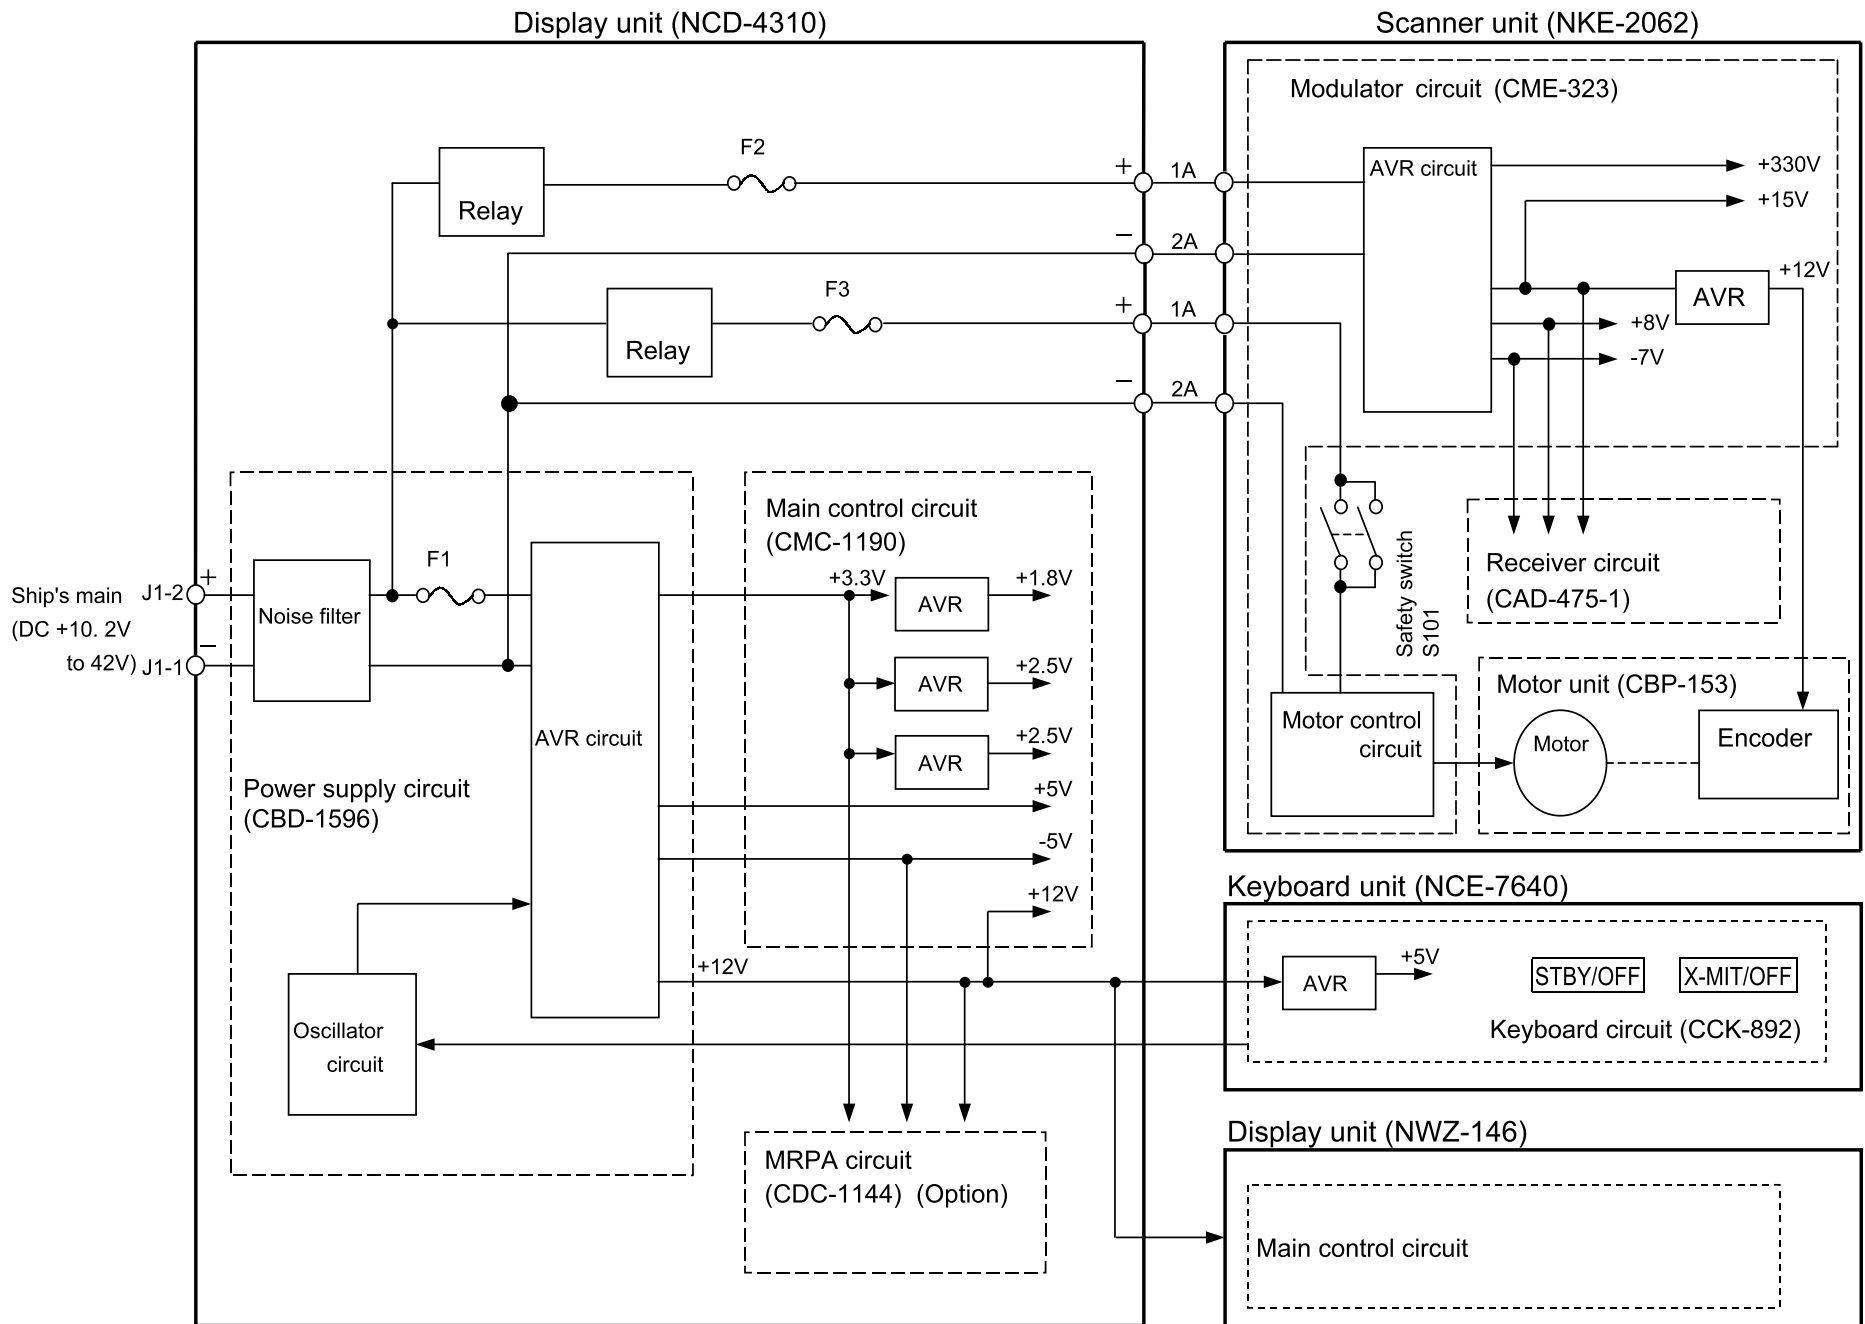 Display unit (NCD-4310)
Scanner unit (NKE-2062)
Modulator circuit (CME-323)
F2
Relay
+
1A
AVR circuit
+330V
+15V
−
2A
F3
Relay
+
1A
AVR
+12V
+8V
-7V
−
2A
Main control circuit
(CMC-1190)
Safety switch
S101
Receiver circuit
(CAD-475-1)
Ship's main
(DC +10. 2V
to 42V)
J1-2
+
−
J1-1
Noise filter
F1
AVR circuit
+3.3V
AVR
+1.8V
AVR
+2.5V
AVR
+2.5V
+5V
-5V
+12V
Power supply circuit
(CBD-1596)
Motor control
circuit
Motor unit (CBP-153)
Motor
Encoder
Keyboard unit (NCE-7640)
+12V
AVR
+5V
STBY/OFF
X-MIT/OFF
Keyboard circuit (CCK-892)
Oscillator
circuit
MRPA circuit
(CDC-1144) (Option)
Display unit (NWZ-146)
Main control circuit